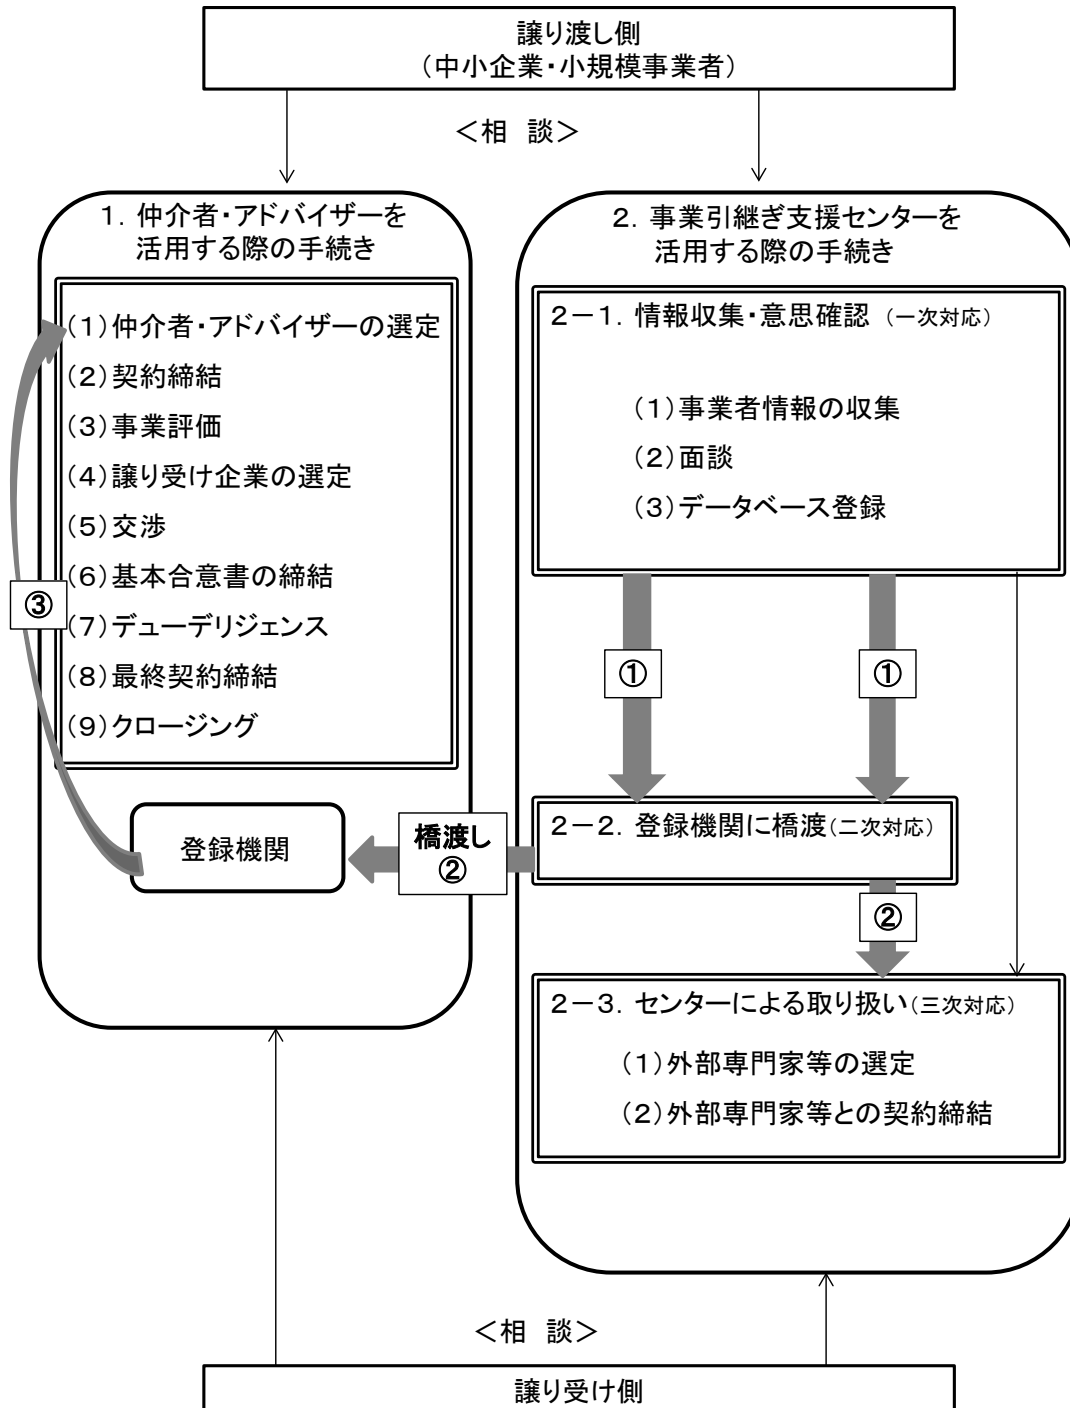 譲り渡し側
（中小企業・小規模事業者）
＜相　談＞
１．仲介者・アドバイザーを
活用する際の手続き
（１）仲介者・アドバイザーの選定
（２）契約締結
（３）事業評価
（４）譲り受け企業の選定
（５）交渉
（６）基本合意書の締結
（７）デューデリジェンス
（８）最終契約締結
（９）クロージング
③
登録機関
橋渡し
②
２．事業引継ぎ支援センターを
活用する際の手続き
２－１．情報収集・意思確認（一次対応）
（１）事業者情報の収集
（２）面談
（３）データベース登録
①
①
２－２．登録機関に橋渡（二次対応）
②
２－３．センターによる取り扱い（三次対応）
（１）外部専門家等の選定
（２）外部専門家等との契約締結
＜相　談＞
譲り受け側